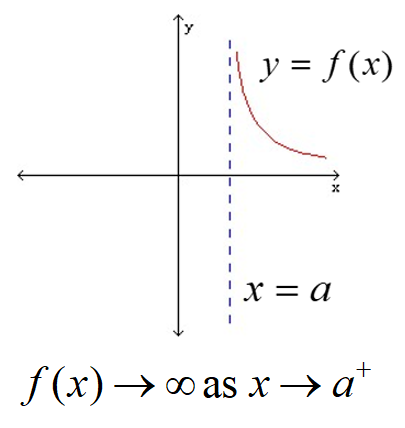 y
y = f(x)
x
x = a
f(x) → ∞ as x → a⁺